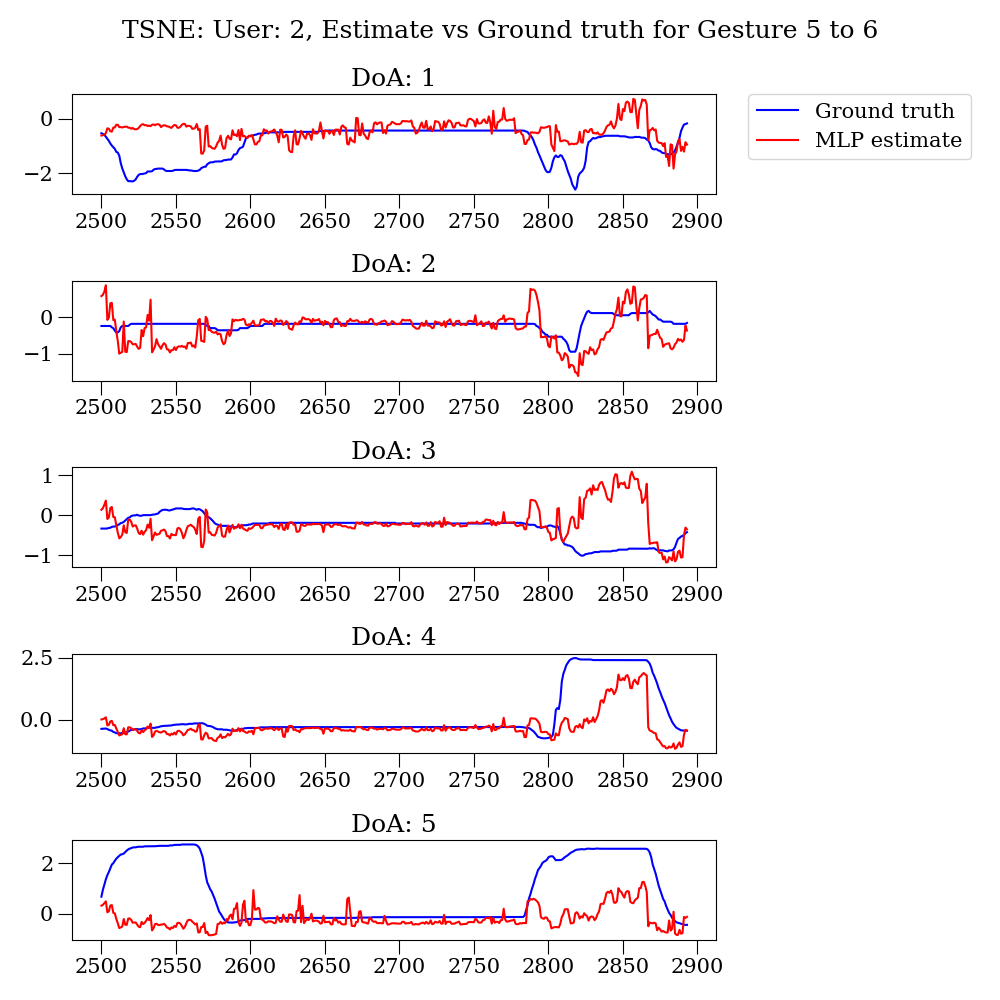 TSNE: User: 2, Estimate vs Ground truth for Gesture 5 to 6
DoA: 1
Ground truth
MLP estimate
0
−2
2500 2550 2600 2650 2700 2750 2800 2850 2900
DoA: 2
0
−1
2500 2550 2600 2650 2700 2750 2800 2850 2900
DoA: 3
1
0
−1
2500 2550 2600 2650 2700 2750 2800 2850 2900
DoA: 4
2.5
0.0
2500 2550 2600 2650 2700 2750 2800 2850 2900
DoA: 5
2
0
2500 2550 2600 2650 2700 2750 2800 2850 2900